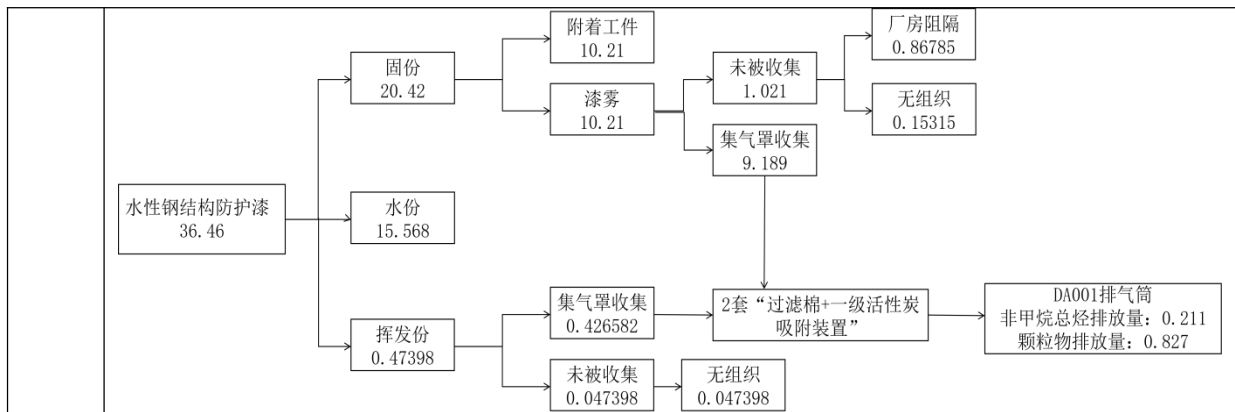 附着工件
10.21
厂房阻隔
0.86785
固份
20.42
未被收集
1.021
漆雾
10.21
无组织
0.15315
集气罩收集
9.189
水性钢结构防护漆
36.46
水份
15.568
集气罩收集
0.426582
2套“过滤棉+一级活性炭
吸附装置”
DA001排气筒
非甲烷总烃排放量：0.211
颗粒物排放量：0.827
挥发份
0.47398
未被收集
0.047398
无组织
0.047398